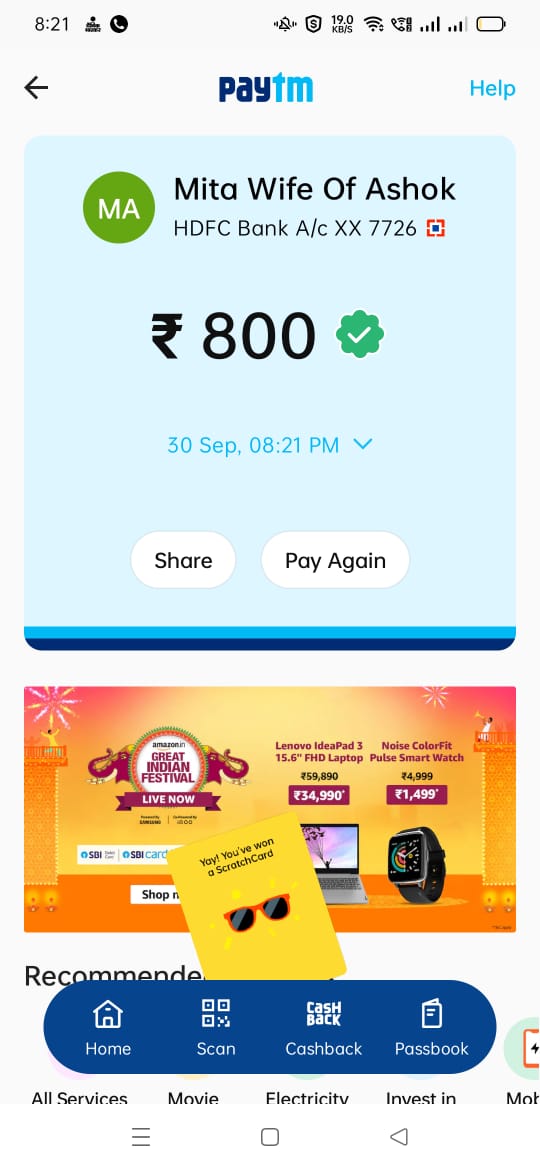 8:21
19.0
KB/S
paytm
Help
MA
Mita Wife Of Ashok
HDFC Bank A/c XX 7726
₹ 800
30 Sep, 08:21 PM
Share
Pay Again
amazon.in
GREAT
INDIAN
FESTIVAL
LIVE NOW
Lenovo IdeaPad 3
15.6" FHD Laptop
₹59,890
₹34,990*
Noise ColorFit
Pulse Smart Watch
₹4,999
₹1,499*
SBI
SBI card
Shop
Yay! You've won
a ScratchCard
Recommende
Home
Scan
CASH
BACK
Cashback
Passbook
All Services
Movie
Electricity
Invest in
Mob